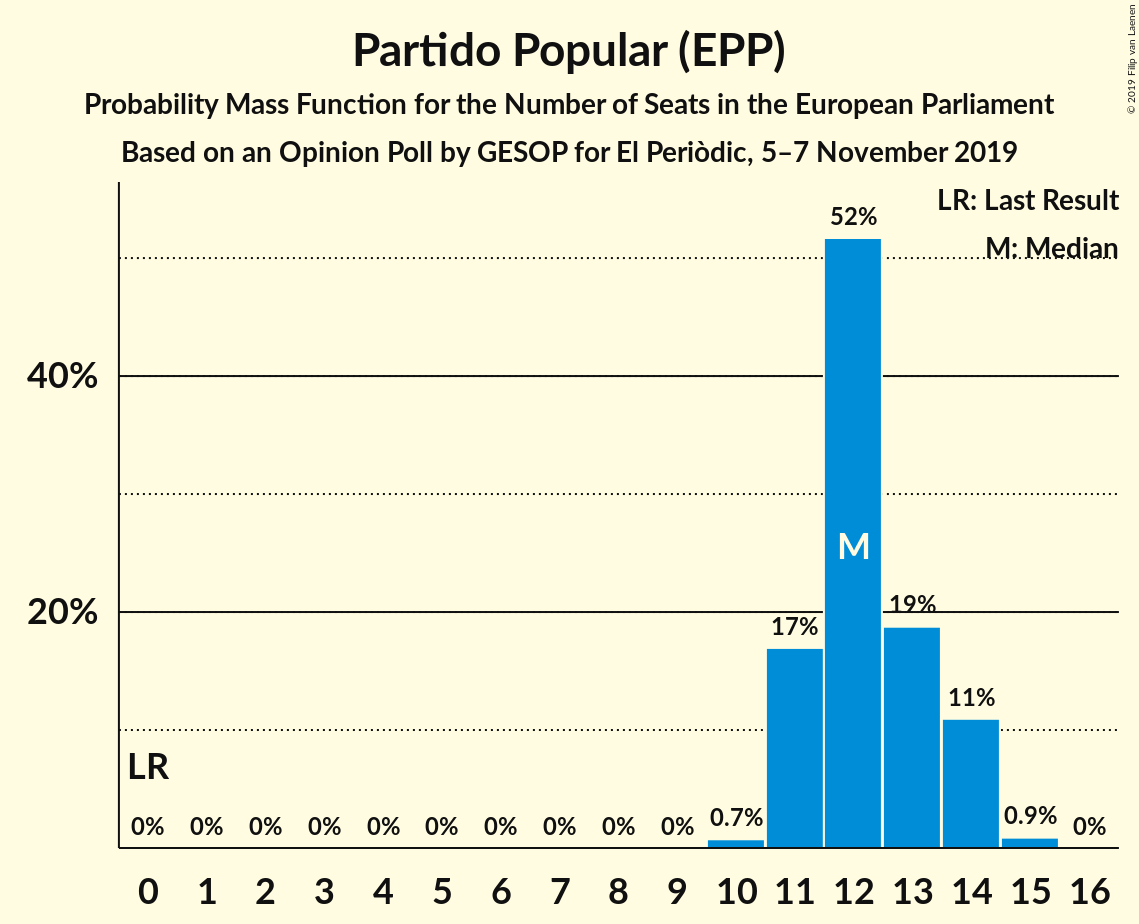 Partido Popular (EPP)
Probability Mass Function for the Number of Seats in the European Parliament
Based on an Opinion Poll by GESOP for El Periòdic, 5–7 November 2019
© 2019 Filip van Laenen
LR: Last Result
M: Median
52%
40%
M
20%
19%
17%
11%
LR
0% 0% 0% 0% 0% 0% 0% 0% 0% 0% 0.7% 0.9% 0%
0 1 2 3 4 5 6 7 8 9 10 11 12 13 14 15 16